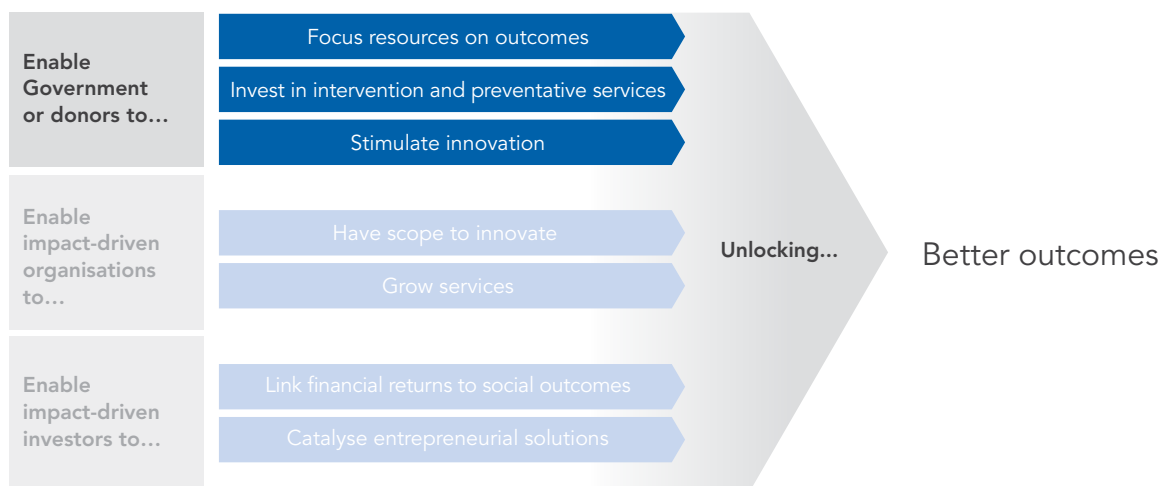 Enable
Government
or donors to…
Focus resources on outcomes
Invest in intervention and preventative services
Stimulate innovation
Enable
impact-driven
organisations
to…
Have scope to innovate
Grow services
Enable
impact-driven
investors to…
Link financial returns to social outcomes
Catalyse entrepreneurial solutions
Unlocking...
Better outcomes